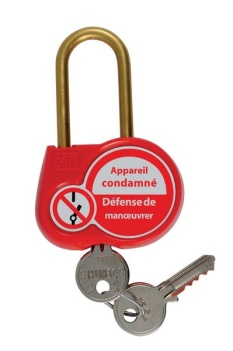 Appareil
condamné
Défense de
manœuvrer